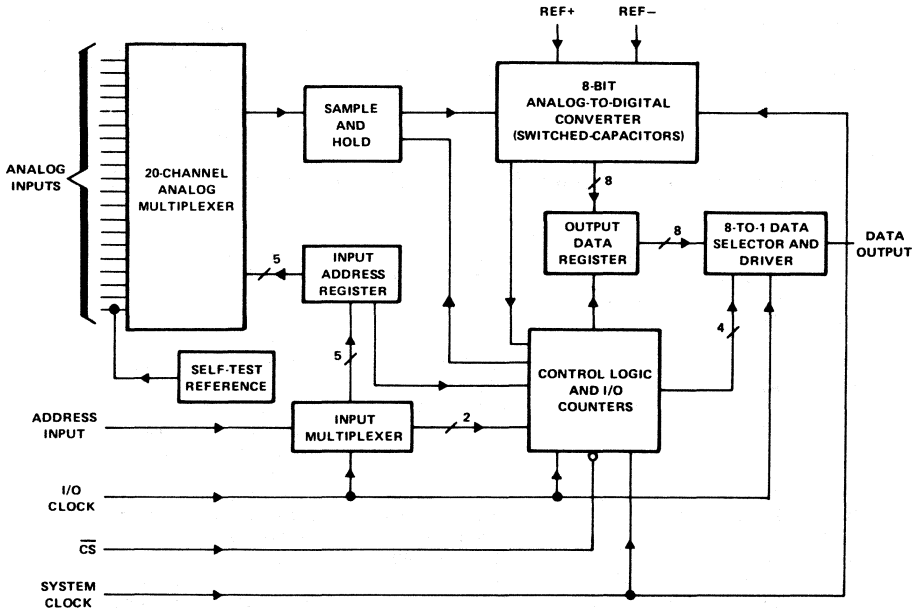 REF+ REF−
8-BIT
ANALOG-TO-DIGITAL
CONVERTER
(SWITCHED-CAPACITORS)
SAMPLE
AND
HOLD
ANALOG
INPUTS
20-CHANNEL
ANALOG
MULTIPLEXER
8
OUTPUT
DATA
REGISTER
8
8-TO-1 DATA
SELECTOR AND
DRIVER
DATA
OUTPUT
5
INPUT
ADDRESS
REGISTER
4
5
SELF-TEST
REFERENCE
CONTROL LOGIC
AND I/O
COUNTERS
ADDRESS
INPUT
INPUT
MULTIPLEXER
2
I/O
CLOCK
C̅S̅
SYSTEM
CLOCK